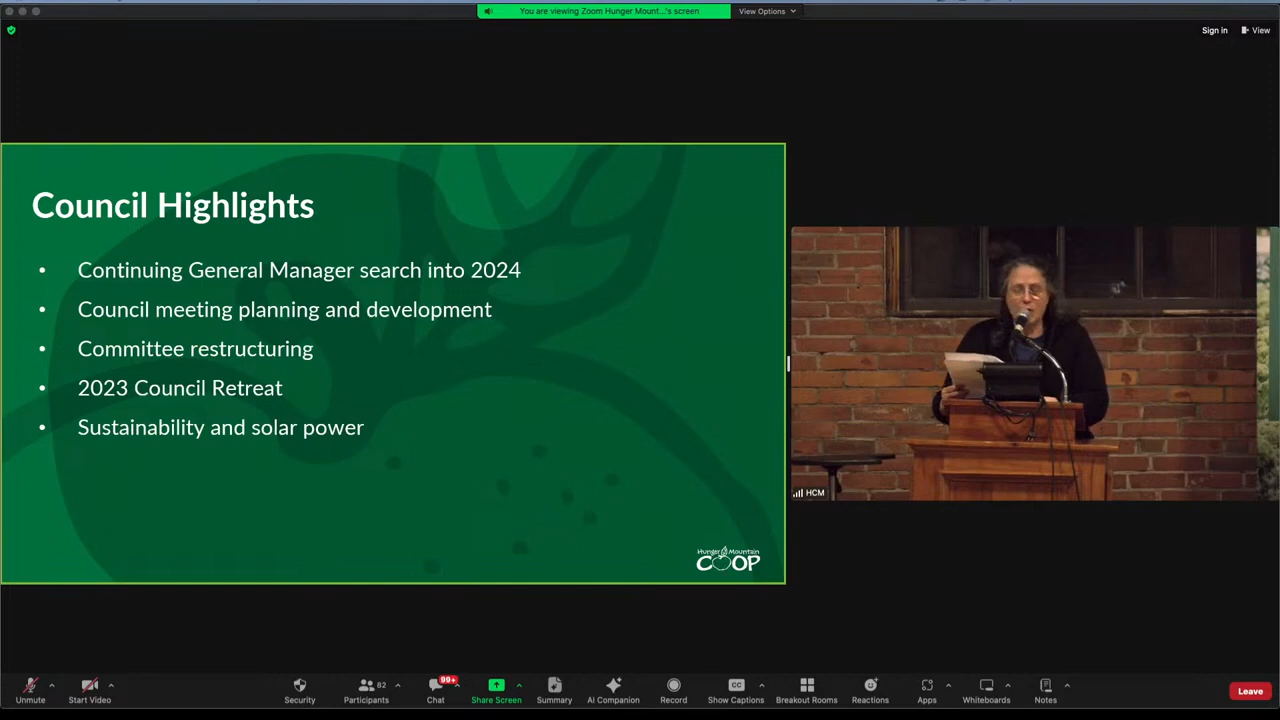 You are viewing Zoom Hunger Mount...'s screen
View Options
Sign in
View
Council Highlights
• Continuing General Manager search into 2024
• Council meeting planning and development
• Committee restructuring
• 2023 Council Retreat
• Sustainability and solar power
Hunger Mountain
COOP
HCM
Unmute
Start Video
Security
Participants
82
Chat
99+
Share Screen
Summary
AI Companion
Record
CC
Show Captions
Breakout Rooms
Reactions
Apps
Whiteboards
Notes
Leave